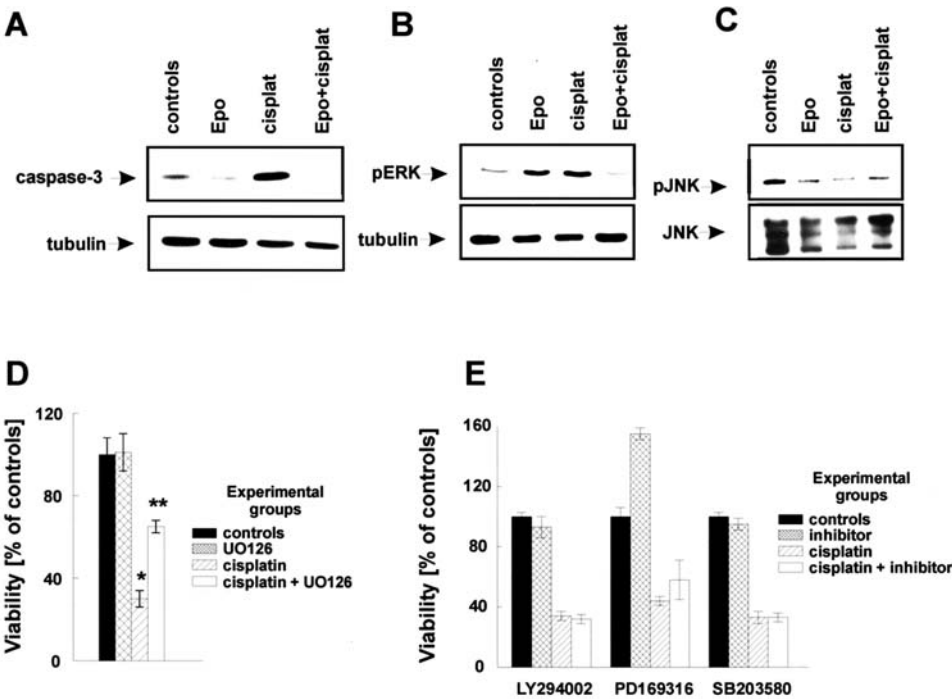 A
controls
Epo
cisplat
Epo+cisplat
caspase-3
tubulin
B
controls
Epo
cisplat
Epo+cisplat
pERK
tubulin
C
controls
Epo
cisplat
Epo+cisplat
pJNK
JNK
D
Viability [% of controls]
120
80
40
0
*
**
Experimental
groups
controls
UO126
cisplatin
cisplatin + UO126
E
Viability [% of controls]
160
120
80
40
0
LY294002
PD169316
SB203580
Experimental
groups
controls
inhibitor
cisplatin
cisplatin + inhibitor